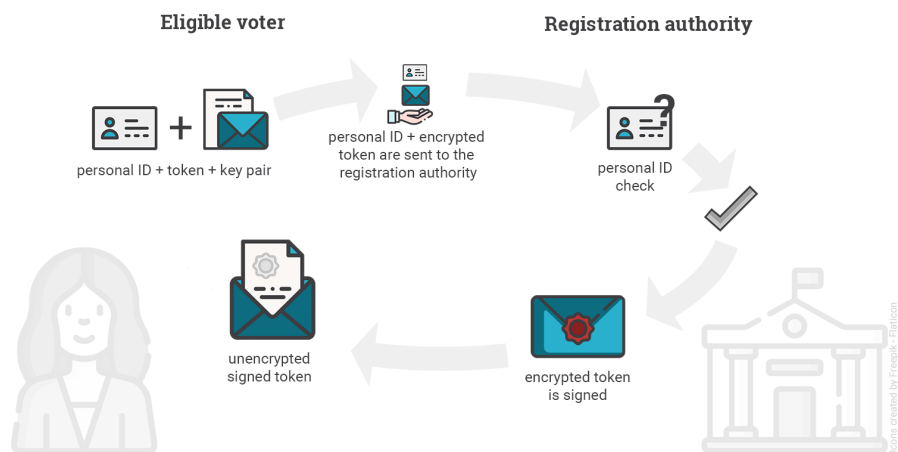 Eligible voter
Registration authority
personal ID + token + key pair
personal ID + encrypted
token are sent to the
registration authority
?
personal ID
check
unencrypted
signed token
encrypted token
is signed
Icons created by Freepik - Flaticon